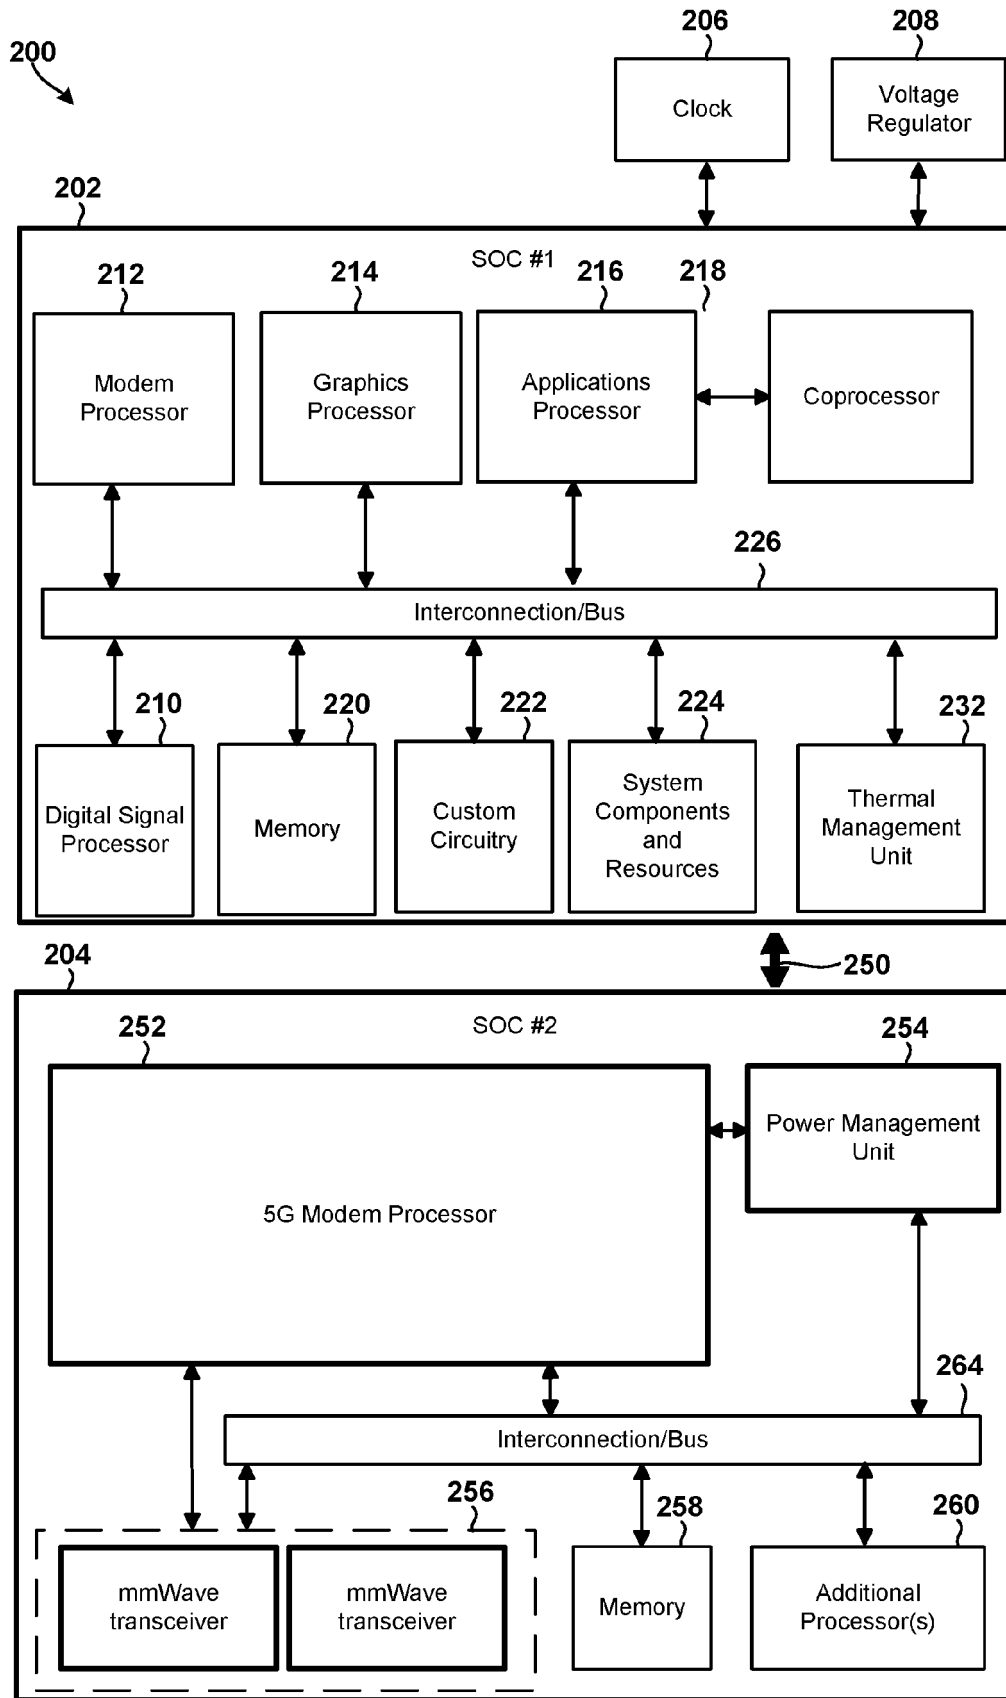 206
208
200
Clock
Voltage
Regulator
202
SOC #1
212
214
216
218
Modem
Processor
Graphics
Processor
Applications
Processor
Coprocessor
226
Interconnection/Bus
210
220
222
224
232
Digital Signal
Processor
Memory
Custom
Circuitry
System
Components
and
Resources
Thermal
Management
Unit
204
250
SOC #2
252
254
5G Modem Processor
Power Management
Unit
264
Interconnection/Bus
256
258
260
mmWave
transceiver
mmWave
transceiver
Memory
Additional
Processor(s)